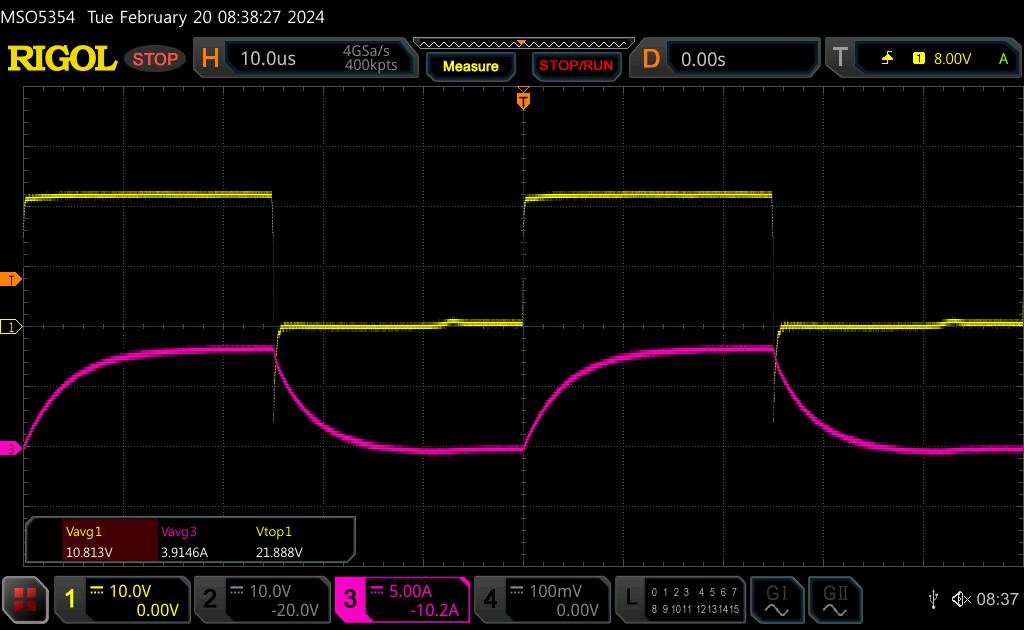 MSO5354 Tue February 20 08:38:27 2024
RIGOL STOP H 10.0us 4GSa/s 400kpts Measure STOP/RUN D 0.00s T 1 8.00V A
T
T
1
3
Vavg1 Vavg3 Vtop1
10.813V 3.9146A 21.888V
1 10.0V 0.00V 2 10.0V -20.0V 3 5.00A -10.2A 4 100mV 0.00V L 0 1 2 3 4 5 6 7 8 9 10 11 12 13 14 15 GI GII 08:37